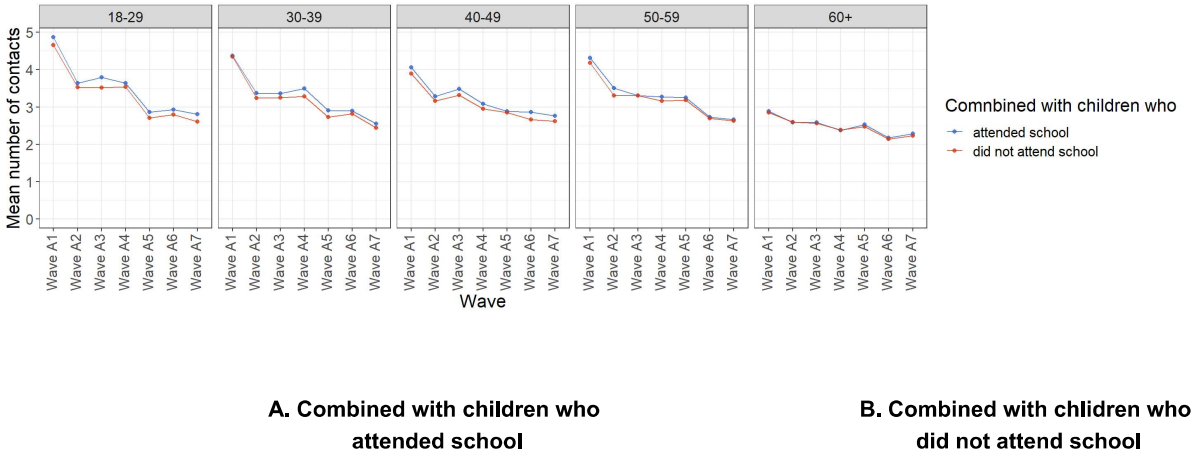 18-29
30-39
40-49
50-59
60+
Mean number of contacts
5
4
3
2
1
0
Wave A1 Wave A2 Wave A3 Wave A4 Wave A5 Wave A6 Wave A7
Wave A1 Wave A2 Wave A3 Wave A4 Wave A5 Wave A6 Wave A7
Wave A1 Wave A2 Wave A3 Wave A4 Wave A5 Wave A6 Wave A7
Wave A1 Wave A2 Wave A3 Wave A4 Wave A5 Wave A6 Wave A7
Wave A1 Wave A2 Wave A3 Wave A4 Wave A5 Wave A6 Wave A7
Wave
Comnbined with children who
attended school
did not attend school
A. Combined with children who
attended school
B. Combined with chlidren who
did not attend school